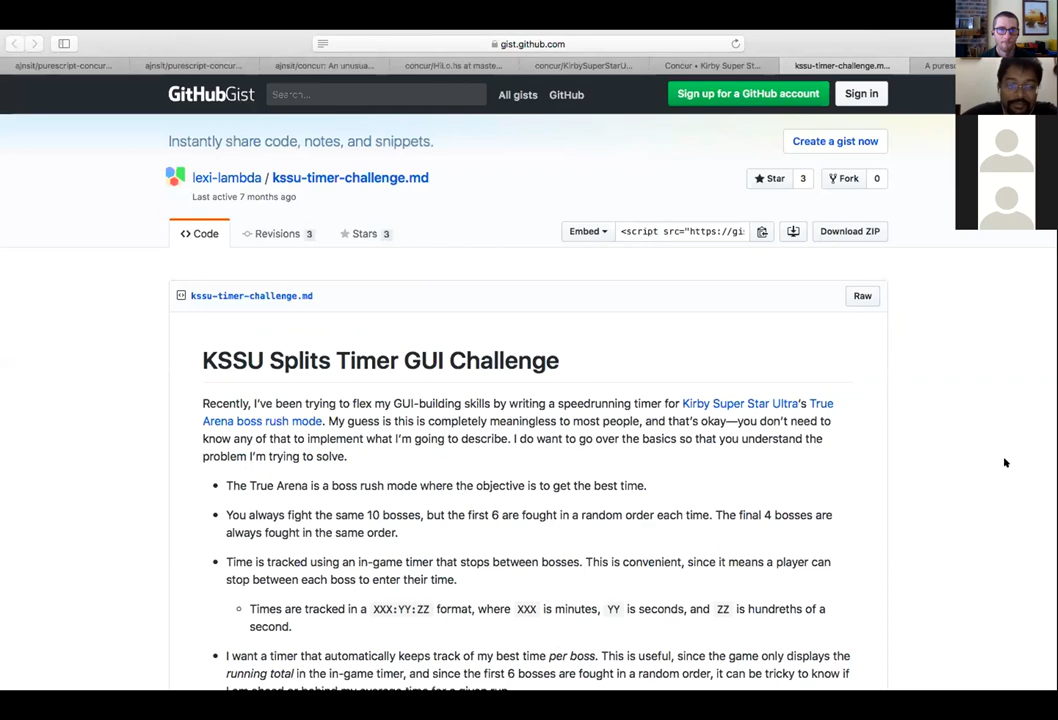 gist.github.com
ajnsit/purescript-concur...
ajnsit/purescript-concur...
ajnsit/concur: An unusua...
concur/Hilo.hs at maste...
concur/KirbySuperStarU...
Concur • Kirby Super St...
kssu-timer-challenge.m...
A puresc
GitHubGist
Search...
All gists
GitHub
Sign up for a GitHub account
Sign in
Instantly share code, notes, and snippets.
Create a gist now
lexi-lambda / kssu-timer-challenge.md
Last active 7 months ago
Star 3
Fork 0
Code
Revisions 3
Stars 3
Embed
<script src="https://gi
Download ZIP
kssu-timer-challenge.md
Raw
KSSU Splits Timer GUI Challenge
Recently, I've been trying to flex my GUI-building skills by writing a speedrunning timer for Kirby Super Star Ultra's True
Arena boss rush mode. My guess is this is completely meaningless to most people, and that's okay—you don't need to
know any of that to implement what I'm going to describe. I do want to go over the basics so that you understand the
problem I'm trying to solve.
• The True Arena is a boss rush mode where the objective is to get the best time.
• You always fight the same 10 bosses, but the first 6 are fought in a random order each time. The final 4 bosses are
always fought in the same order.
• Time is tracked using an in-game timer that stops between bosses. This is convenient, since it means a player can
stop between each boss to enter their time.
◦ Times are tracked in a XXX:YY:ZZ format, where XXX is minutes, YY is seconds, and ZZ is hundreths of a
second.
• I want a timer that automatically keeps track of my best time per boss. This is useful, since the game only displays the
running total in the in-game timer, and since the first 6 bosses are fought in a random order, it can be tricky to know if
I am ahead or behind my average time for a given run.